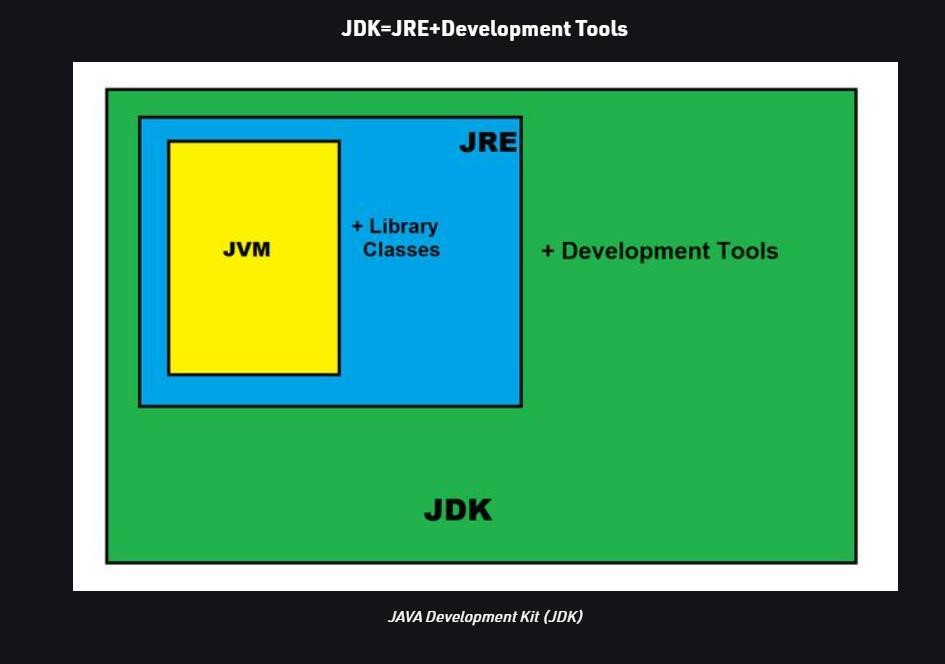 JDK=JRE+Development Tools
JRE
+ Library
Classes
JVM
+ Development Tools
JDK
JAVA Development Kit (JDK)